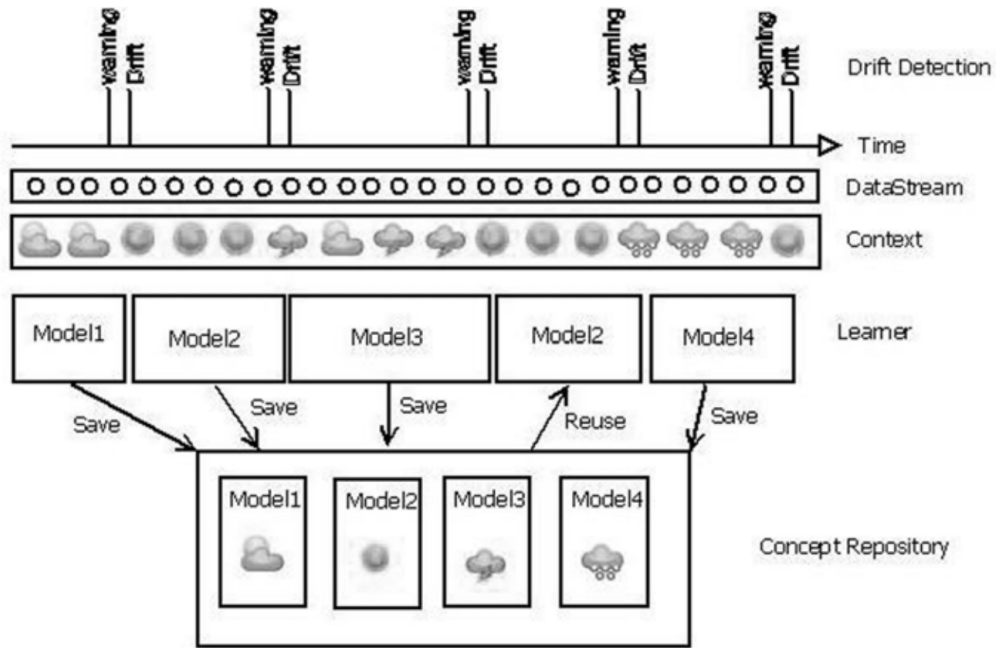 warning
Drift
warning
Drift
warning
Drift
warning
Drift
warning
Drift
Drift Detection
Time
DataStream
Context
Model1
Model2
Model3
Model2
Model4
Learner
Save
Save
Save
Reuse
Save
Model1
Model2
Model3
Model4
Concept Repository